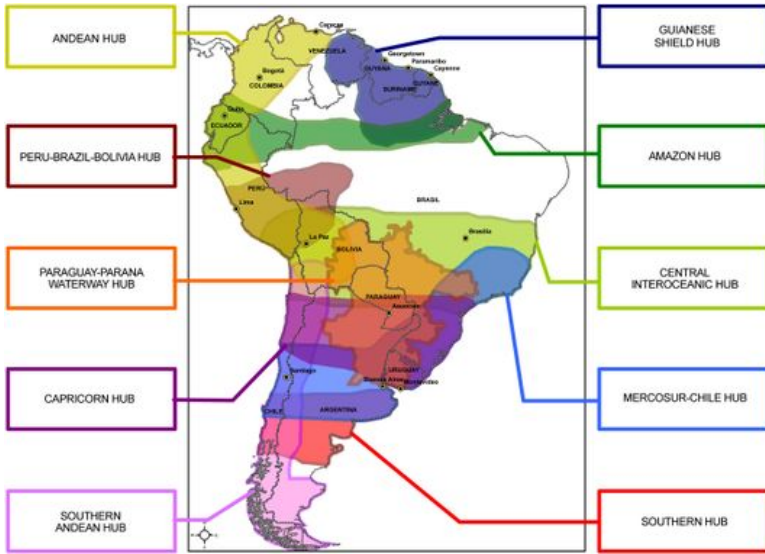 ANDEAN HUB
GUIANESE
SHIELD HUB
PERU-BRAZIL-BOLIVIA HUB
AMAZON HUB
PARAGUAY-PARANA
WATERWAY HUB
CENTRAL
INTEROCEANIC HUB
CAPRICORN HUB
MERCOSUR-CHILE HUB
SOUTHERN
ANDEAN HUB
SOUTHERN HUB
Caracas
VENEZUELA
Georgetown
GUYANA
Paramaribo
SURINAME
Cayenne
GUYANE
Bogotá
COLOMBIA
Quito
ECUADOR
PERU
Lima
BRASIL
Brasilia
La Paz
BOLIVIA
PARAGUAY
Asuncion
URUGUAY
Santiago
Buenos Aires
Montevideo
CHILE
ARGENTINA